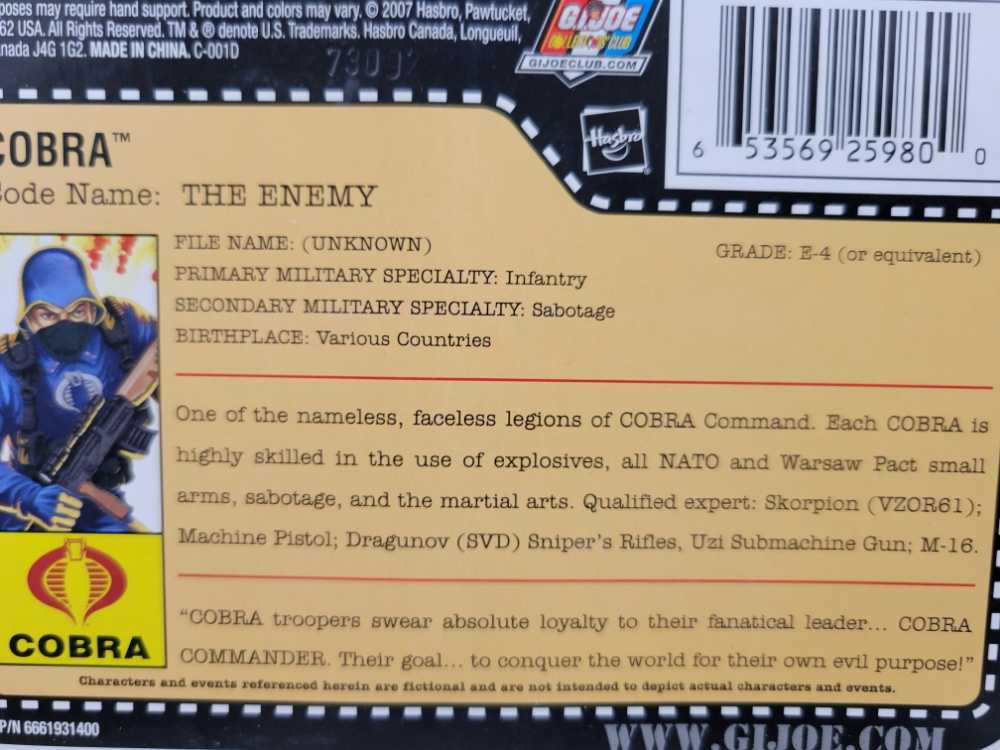 poses may require hand support. Product and colors may vary. © 2007 Hasbro, Pawtucket,
62 USA. All Rights Reserved. TM & ® denote U.S. Trademarks. Hasbro Canada, Longueuil,
nada J4G 1G2. MADE IN CHINA. C-001D
GIJOE
COLLECTORS' CLUB
GIJOECLUB.COM
Hasbro
6 53569 25980 0
COBRA™
Code Name: THE ENEMY
FILE NAME: (UNKNOWN)
GRADE: E-4 (or equivalent)
PRIMARY MILITARY SPECIALTY: Infantry
SECONDARY MILITARY SPECIALTY: Sabotage
BIRTHPLACE: Various Countries
One of the nameless, faceless legions of COBRA Command. Each COBRA is
highly skilled in the use of explosives, all NATO and Warsaw Pact small
arms, sabotage, and the martial arts. Qualified expert: Skorpion (VZOR61);
Machine Pistol; Dragunov (SVD) Sniper's Rifles, Uzi Submachine Gun; M-16.
COBRA
"COBRA troopers swear absolute loyalty to their fanatical leader... COBRA
COMMANDER. Their goal... to conquer the world for their own evil purpose!"
Characters and events referenced herein are fictional and are not intended to depict actual characters and events.
P/N 6661931400
WWW.GIJOE.COM